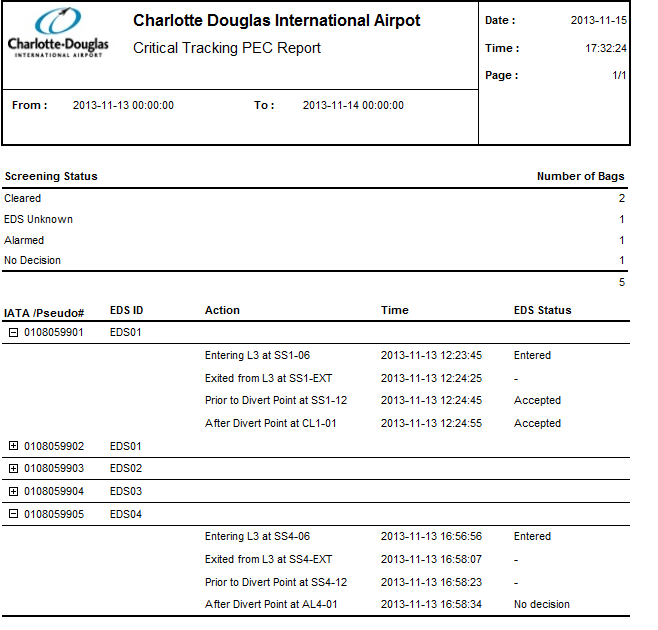 Charlotte-Douglas
INTERNATIONAL AIRPORT
Charlotte Douglas International Airpot
Critical Tracking PEC Report
Date : 2013-11-15
Time : 17:32:24
Page : 1/1
From : 2013-11-13 00:00:00 To : 2013-11-14 00:00:00
Screening Status Number of Bags
Cleared 2
EDS Unknown 1
Alarmed 1
No Decision 1
5
IATA /Pseudo# EDS ID Action Time EDS Status
0108059901 EDS01
Entering L3 at SS1-06 2013-11-13 12:23:45 Entered
Exited from L3 at SS1-EXT 2013-11-13 12:24:25 -
Prior to Divert Point at SS1-12 2013-11-13 12:24:45 Accepted
After Divert Point at CL1-01 2013-11-13 12:24:55 Accepted
0108059902 EDS01
0108059903 EDS02
0108059904 EDS03
0108059905 EDS04
Entering L3 at SS4-06 2013-11-13 16:56:56 Entered
Exited from L3 at SS4-EXT 2013-11-13 16:58:07 -
Prior to Divert Point at SS4-12 2013-11-13 16:58:23 -
After Divert Point at AL4-01 2013-11-13 16:58:34 No decision